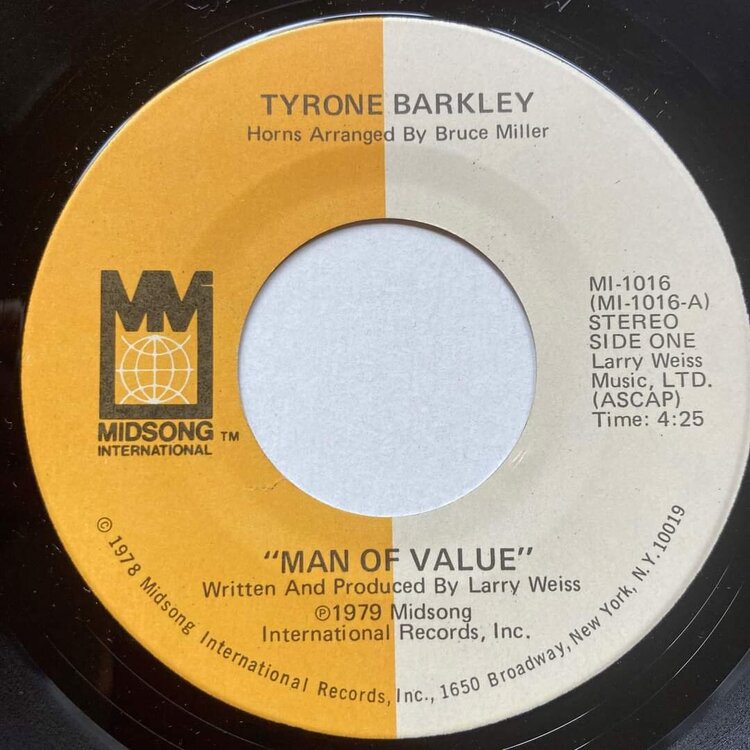 TYRONE BARKLEY
Horns Arranged By Bruce Miller
MM
MIDSONG TM
INTERNATIONAL
MI-1016
(MI-1016-A)
STEREO
SIDE ONE
Larry Weiss
Music, LTD.
(ASCAP)
Time: 4:25
"MAN OF VALUE"
Written And Produced By Larry Weiss
℗1979 Midsong
International Records, Inc.
© 1978 Midsong International Records, Inc., 1650 Broadway, New York, N.Y. 10019